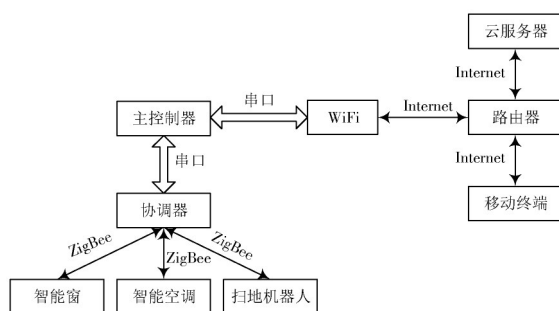 云服务器
Internet
串口
Internet
主控制器
WiFi
路由器
串口
Internet
协调器
移动终端
ZigBee
ZigBee
ZigBee
智能窗
智能空调
扫地机器人